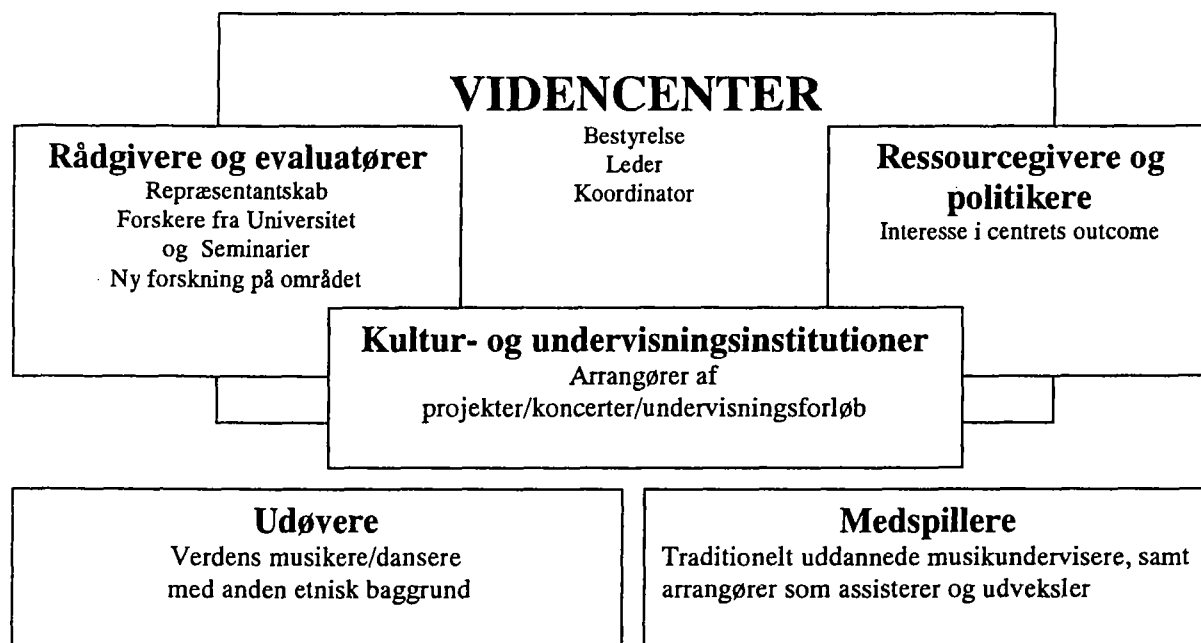 VIDENCENTER
Bestyrelse
Leder
Koordinator
Rådgivere og evaluatører
Repræsentantskab
Forskere fra Universitet
og Seminarier
Ny forskning på området
Ressourcegivere og
politikere
Interesse i centrets outcome
Kultur- og undervisningsinstitutioner
Arrangører af
projekter/koncerter/undervisningsforløb
Udøvere
Verdens musikere/dansere
med anden etnisk baggrund
Medspillere
Traditionelt uddannede musikundervisere, samt
arrangører som assisterer og udveksler